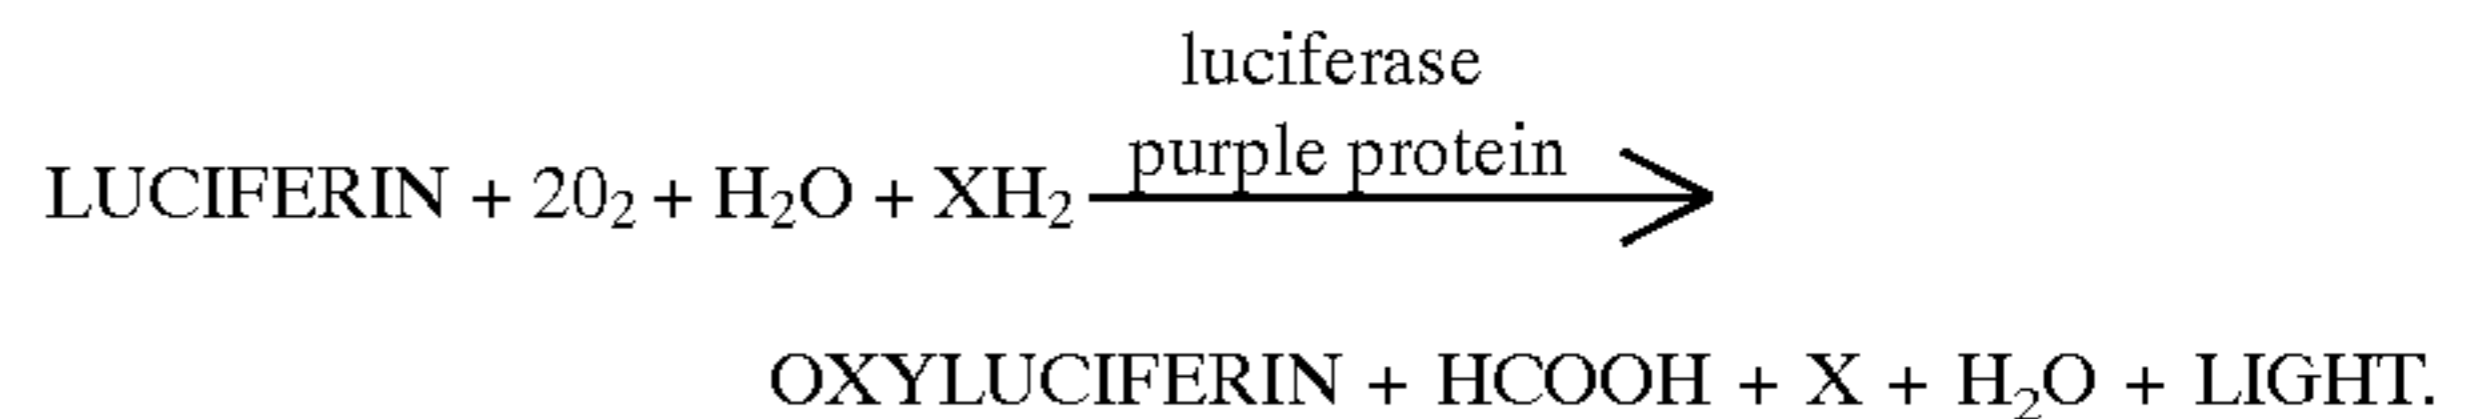 luciferase
purple protein
LUCIFERIN + 20₂ + H₂O + XH₂
OXYLUCIFERIN + HCOOH + X + H₂O + LIGHT.